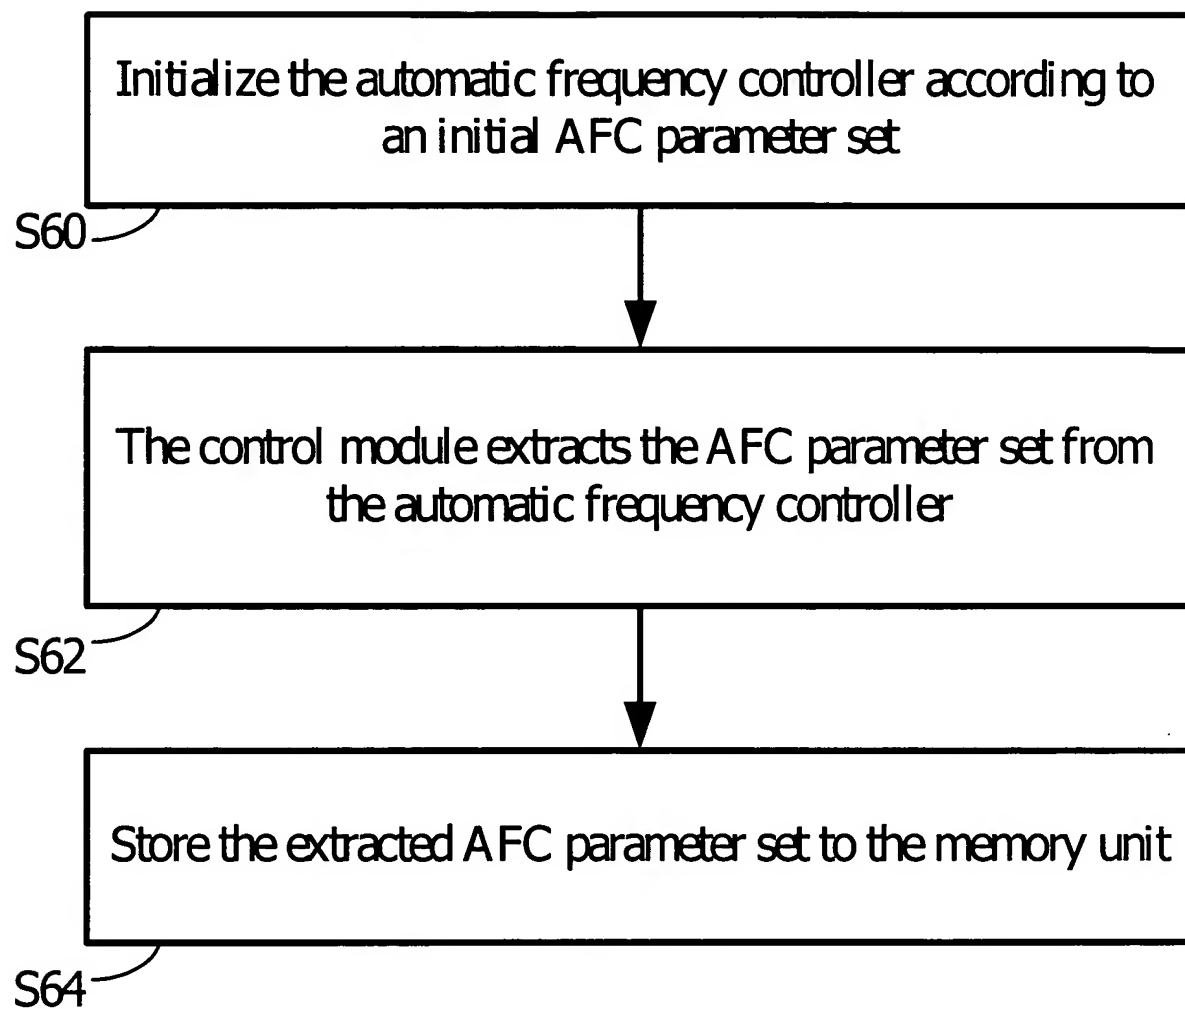 Initialize the automatic frequency controller according to
an initial AFC parameter set
S60
The control module extracts the AFC parameter set from
the automatic frequency controller
S62
Store the extracted AFC parameter set to the memory unit
S64